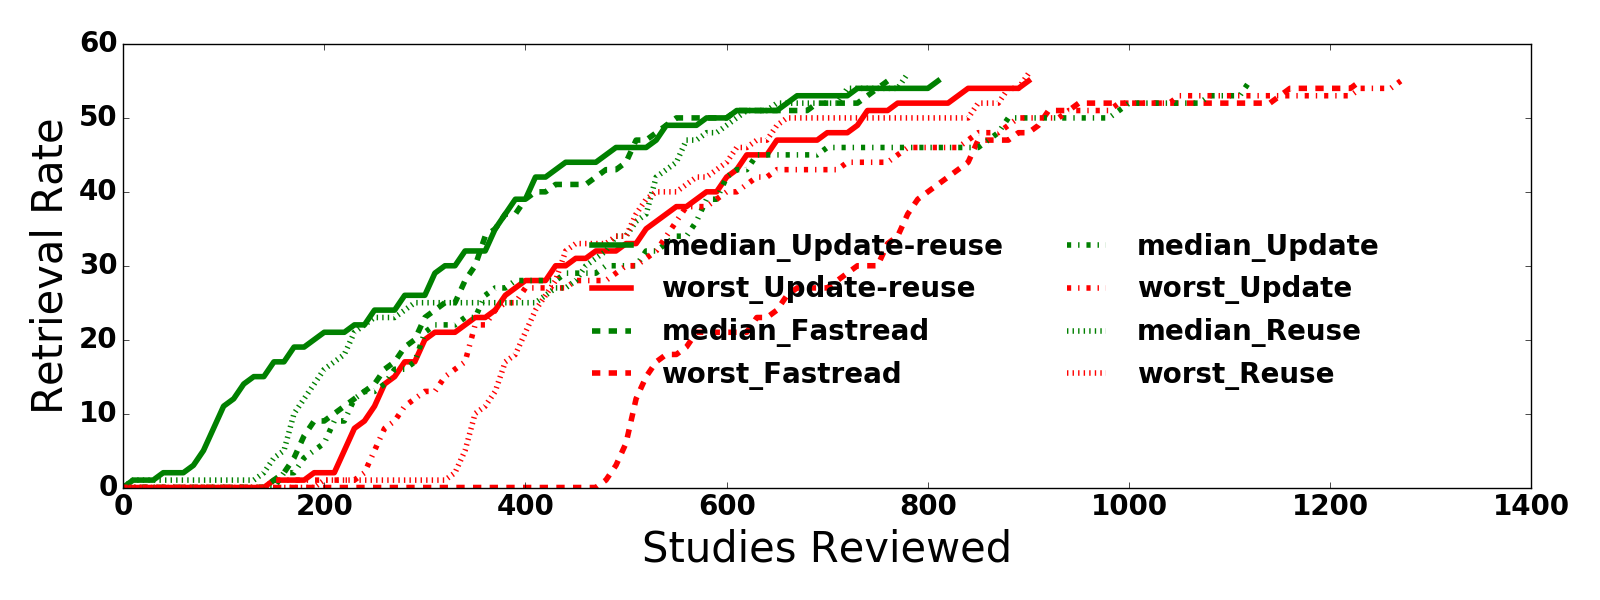 60
50
40
30
20
10
0
Retrieval Rate
median_Update-reuse
worst_Update-reuse
median_Fastread
worst_Fastread
median_Update
worst_Update
median_Reuse
worst_Reuse
0 200 400 600 800 1000 1200 1400
Studies Reviewed